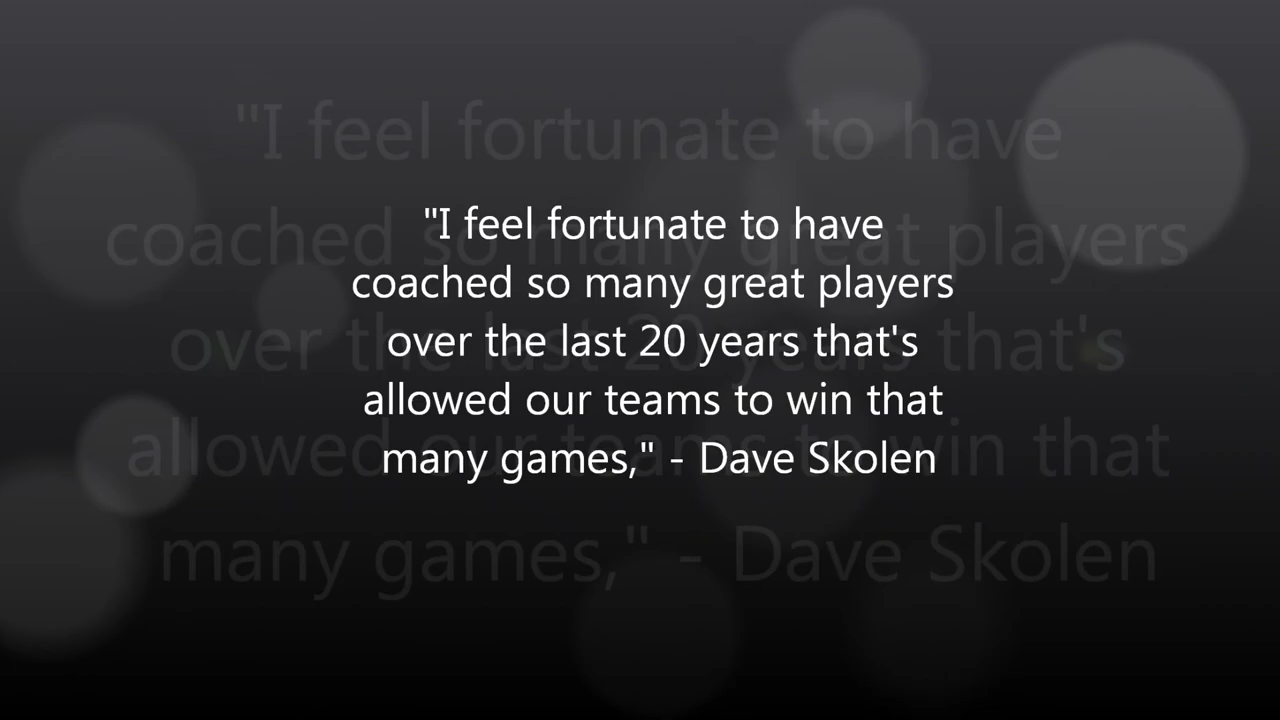 "I feel fortunate to have
coached so many great players
over the last 20 years that's
allowed our teams to win that
many games," - Dave Skolen